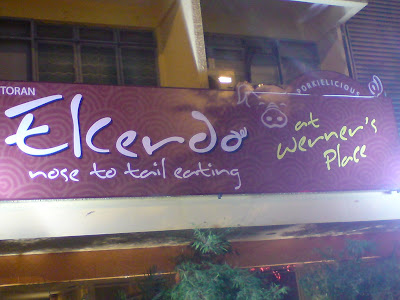 TORAN
Elcerdo
nose to tail eating
PORKILICIOUS
at
Werner's
Place